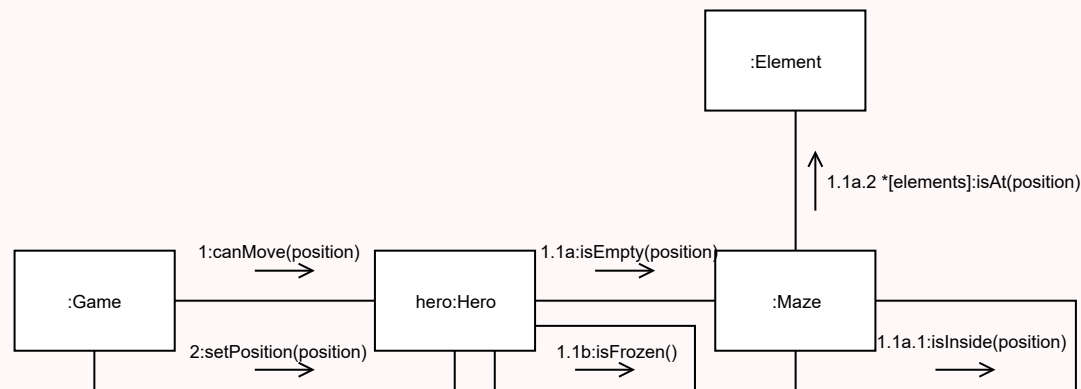 :Element
1.1a.2 *[elements]:isAt(position)
1:canMove(position)
1.1a:isEmpty(position)
:Game
hero:Hero
:Maze
2:setPosition(position)
1.1b:isFrozen()
1.1a.1:isInside(position)